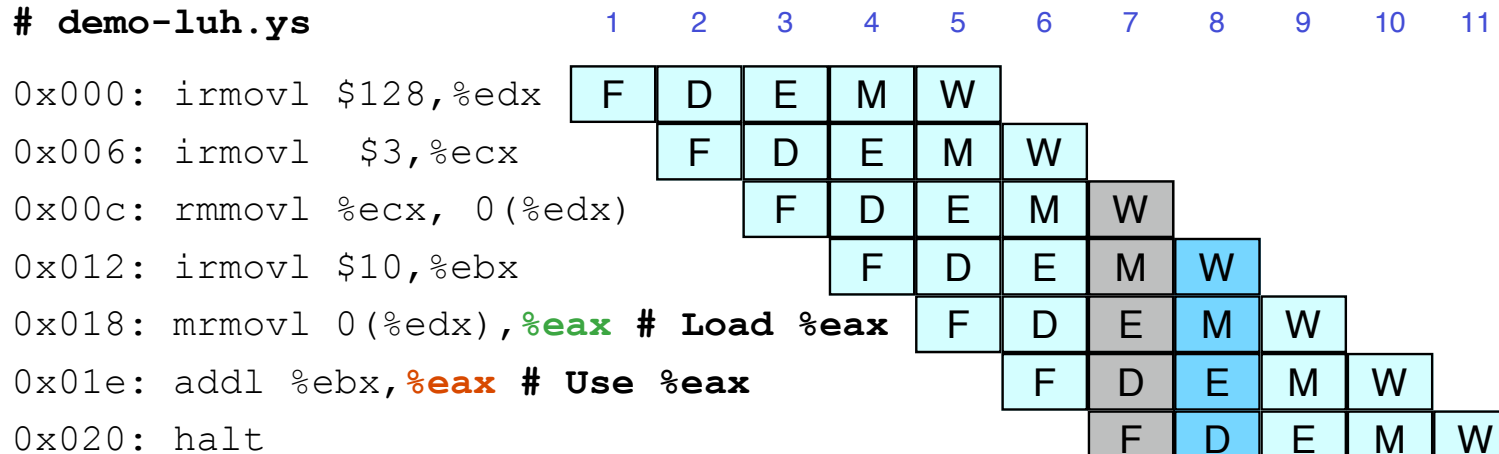 # demo-luh.ys 1 2 3 4 5 6 7 8 9 10 11
0x000: irmovl $128,%edx F D E M W
0x006: irmovl $3,%ecx F D E M W
0x00c: rmmovl %ecx, 0(%edx) F D E M W
0x012: irmovl $10,%ebx F D E M W
0x018: mrmovl 0(%edx),%eax # Load %eax F D E M W
0x01e: addl %ebx,%eax # Use %eax F D E M W
0x020: halt F D E M W